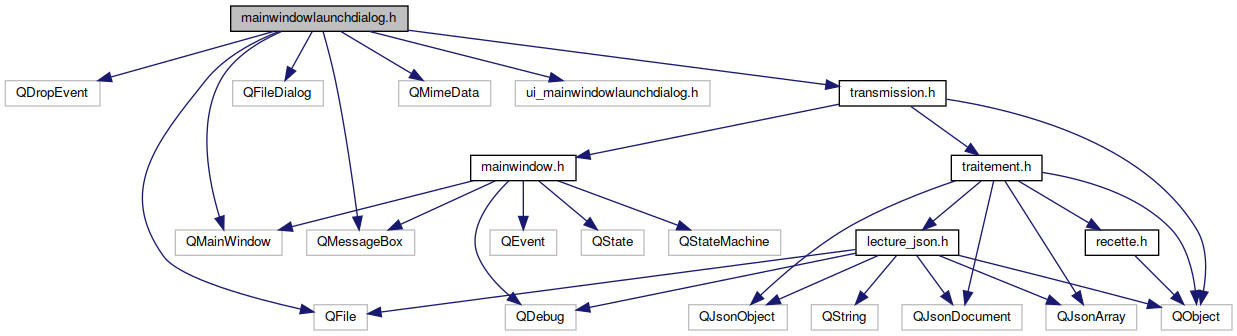 mainwindowlaunchdialog.h
QDropEvent
QFileDialog
QMimeData
ui_mainwindowlaunchdialog.h
transmission.h
mainwindow.h
traitement.h
QMainWindow
QMessageBox
QEvent
QState
QStateMachine
lecture_json.h
recette.h
QFile
QDebug
QJsonObject
QString
QJsonDocument
QJsonArray
QObject